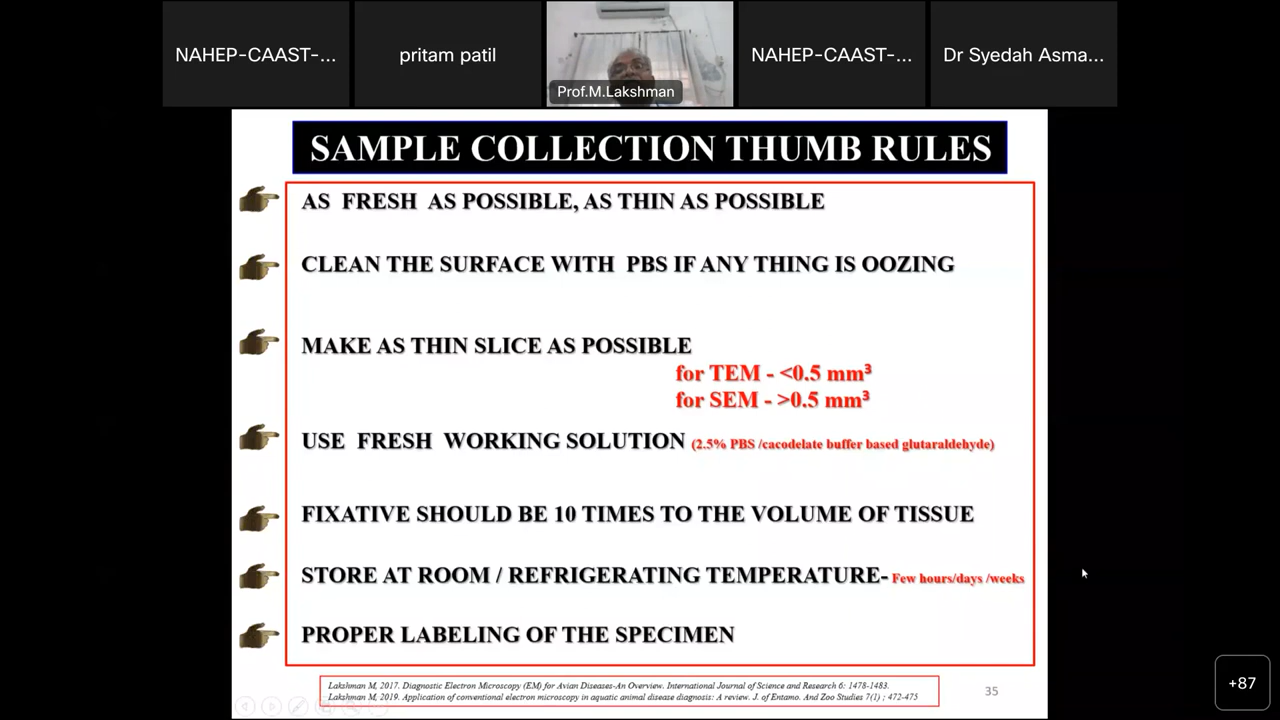 NAHEP-CAAST-...
pritam patil
Prof.M.Lakshman
NAHEP-CAAST-...
Dr Syedah Asma...
SAMPLE COLLECTION THUMB RULES
AS FRESH AS POSSIBLE, AS THIN AS POSSIBLE
CLEAN THE SURFACE WITH PBS IF ANY THING IS OOZING
MAKE AS THIN SLICE AS POSSIBLE
for TEM - <0.5 mm³
for SEM - >0.5 mm³
USE FRESH WORKING SOLUTION (2.5% PBS /cacodelate buffer based glutaraldehyde)
FIXATIVE SHOULD BE 10 TIMES TO THE VOLUME OF TISSUE
STORE AT ROOM / REFRIGERATING TEMPERATURE- Few hours/days /weeks
PROPER LABELING OF THE SPECIMEN
Lakshman M, 2017. Diagnostic Electron Microscopy (EM) for Avian Diseases-An Overview. International Journal of Science and Research 6: 1478-1483.
Lakshman M, 2019. Application of conventional electron microscopy in aquatic animal disease diagnosis: A review. J. of Entamo. And Zoo Studies 7(1) ; 472-475
35
+87